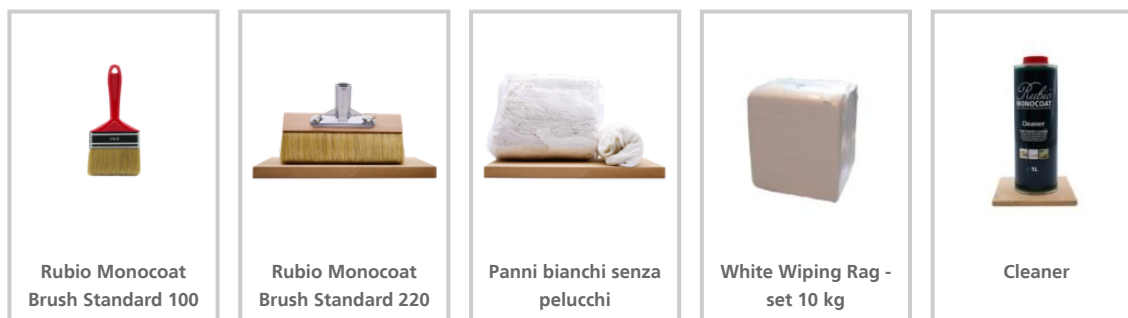 Rubio
MONOCOAT
Cleaner
1L
Rubio Monocoat
Brush Standard 100
Rubio Monocoat
Brush Standard 220
Panni bianchi senza
pelucchi
White Wiping Rag -
set 10 kg
Cleaner